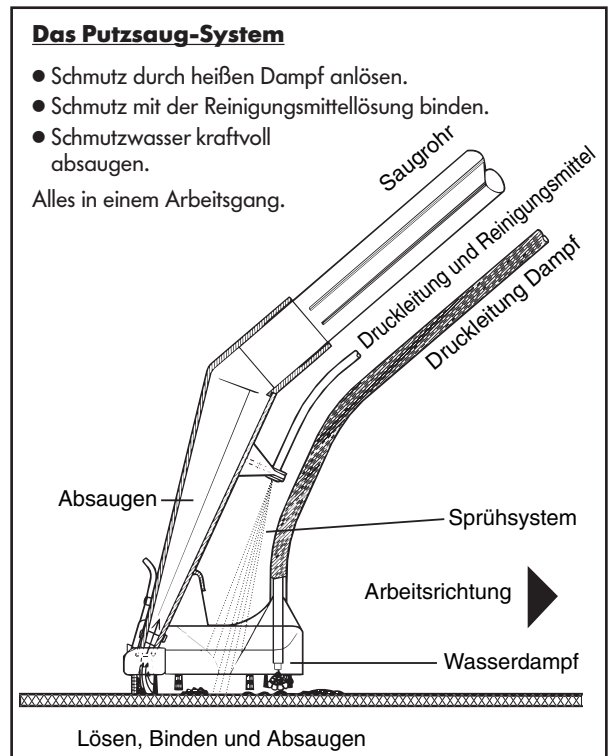 Das Putzsaug-System
● Schmutz durch heißen Dampf anlösen.
● Schmutz mit der Reinigungsmittellösung binden.
● Schmutzwasser kraftvoll
absaugen.
Alles in einem Arbeitsgang.
Saugrohr
Druckleitung und Reinigungsmittel
Druckleitung Dampf
Absaugen
Sprühsystem
Arbeitsrichtung
Wasserdampf
Lösen, Binden und Absaugen